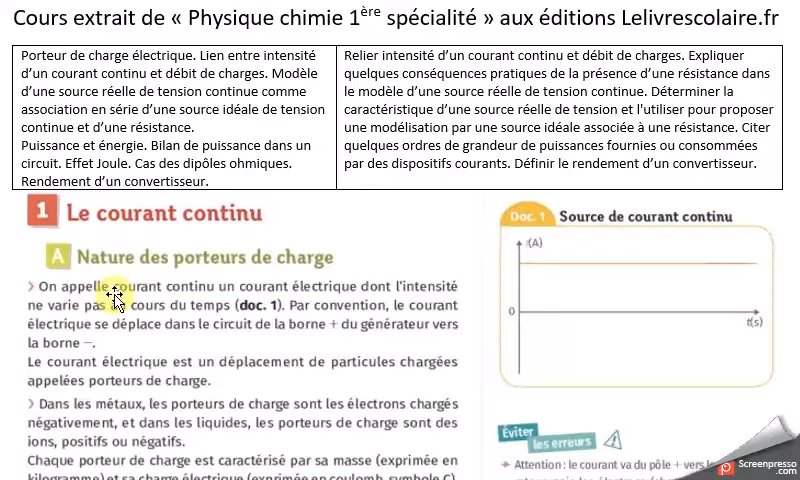 Cours extrait de « Physique chimie 1ère spécialité » aux éditions Lelivrescolaire.fr
Porteur de charge électrique. Lien entre intensité
d’un courant continu et débit de charges. Modèle
d’une source réelle de tension continue comme
association en série d’une source idéale de tension
continue et d’une résistance.
Puissance et énergie. Bilan de puissance dans un
circuit. Effet Joule. Cas des dipôles ohmiques.
Rendement d’un convertisseur.
Relier intensité d’un courant continu et débit de charges. Expliquer
quelques conséquences pratiques de la présence d’une résistance dans
le modèle d’une source réelle de tension continue. Déterminer la
caractéristique d’une source réelle de tension et l'utiliser pour proposer
une modélisation par une source idéale associée à une résistance. Citer
quelques ordres de grandeur de puissances fournies ou consommées
par des dispositifs courants. Définir le rendement d’un convertisseur.
1 Le courant continu
A Nature des porteurs de charge
> On appelle courant continu un courant électrique dont l’intensité
ne varie pas cours du temps (doc. 1). Par convention, le courant
électrique se déplace dans le circuit de la borne + du générateur vers
la borne −.
Le courant électrique est un déplacement de particules chargées
appelées porteurs de charge.
> Dans les métaux, les porteurs de charge sont les électrons chargés
négativement, et dans les liquides, les porteurs de charge sont des
ions, positifs ou négatifs.
Chaque porteur de charge est caractérisé par sa masse (exprimée en
kilogramme) et sa charge électrique (exprimée en coulomb, symbole C).
Doc. 1 Source de courant continu
I(A)
0
t(s)
Éviter
les erreurs
Attention : le courant va du pôle + vers
Screenpresso
.com